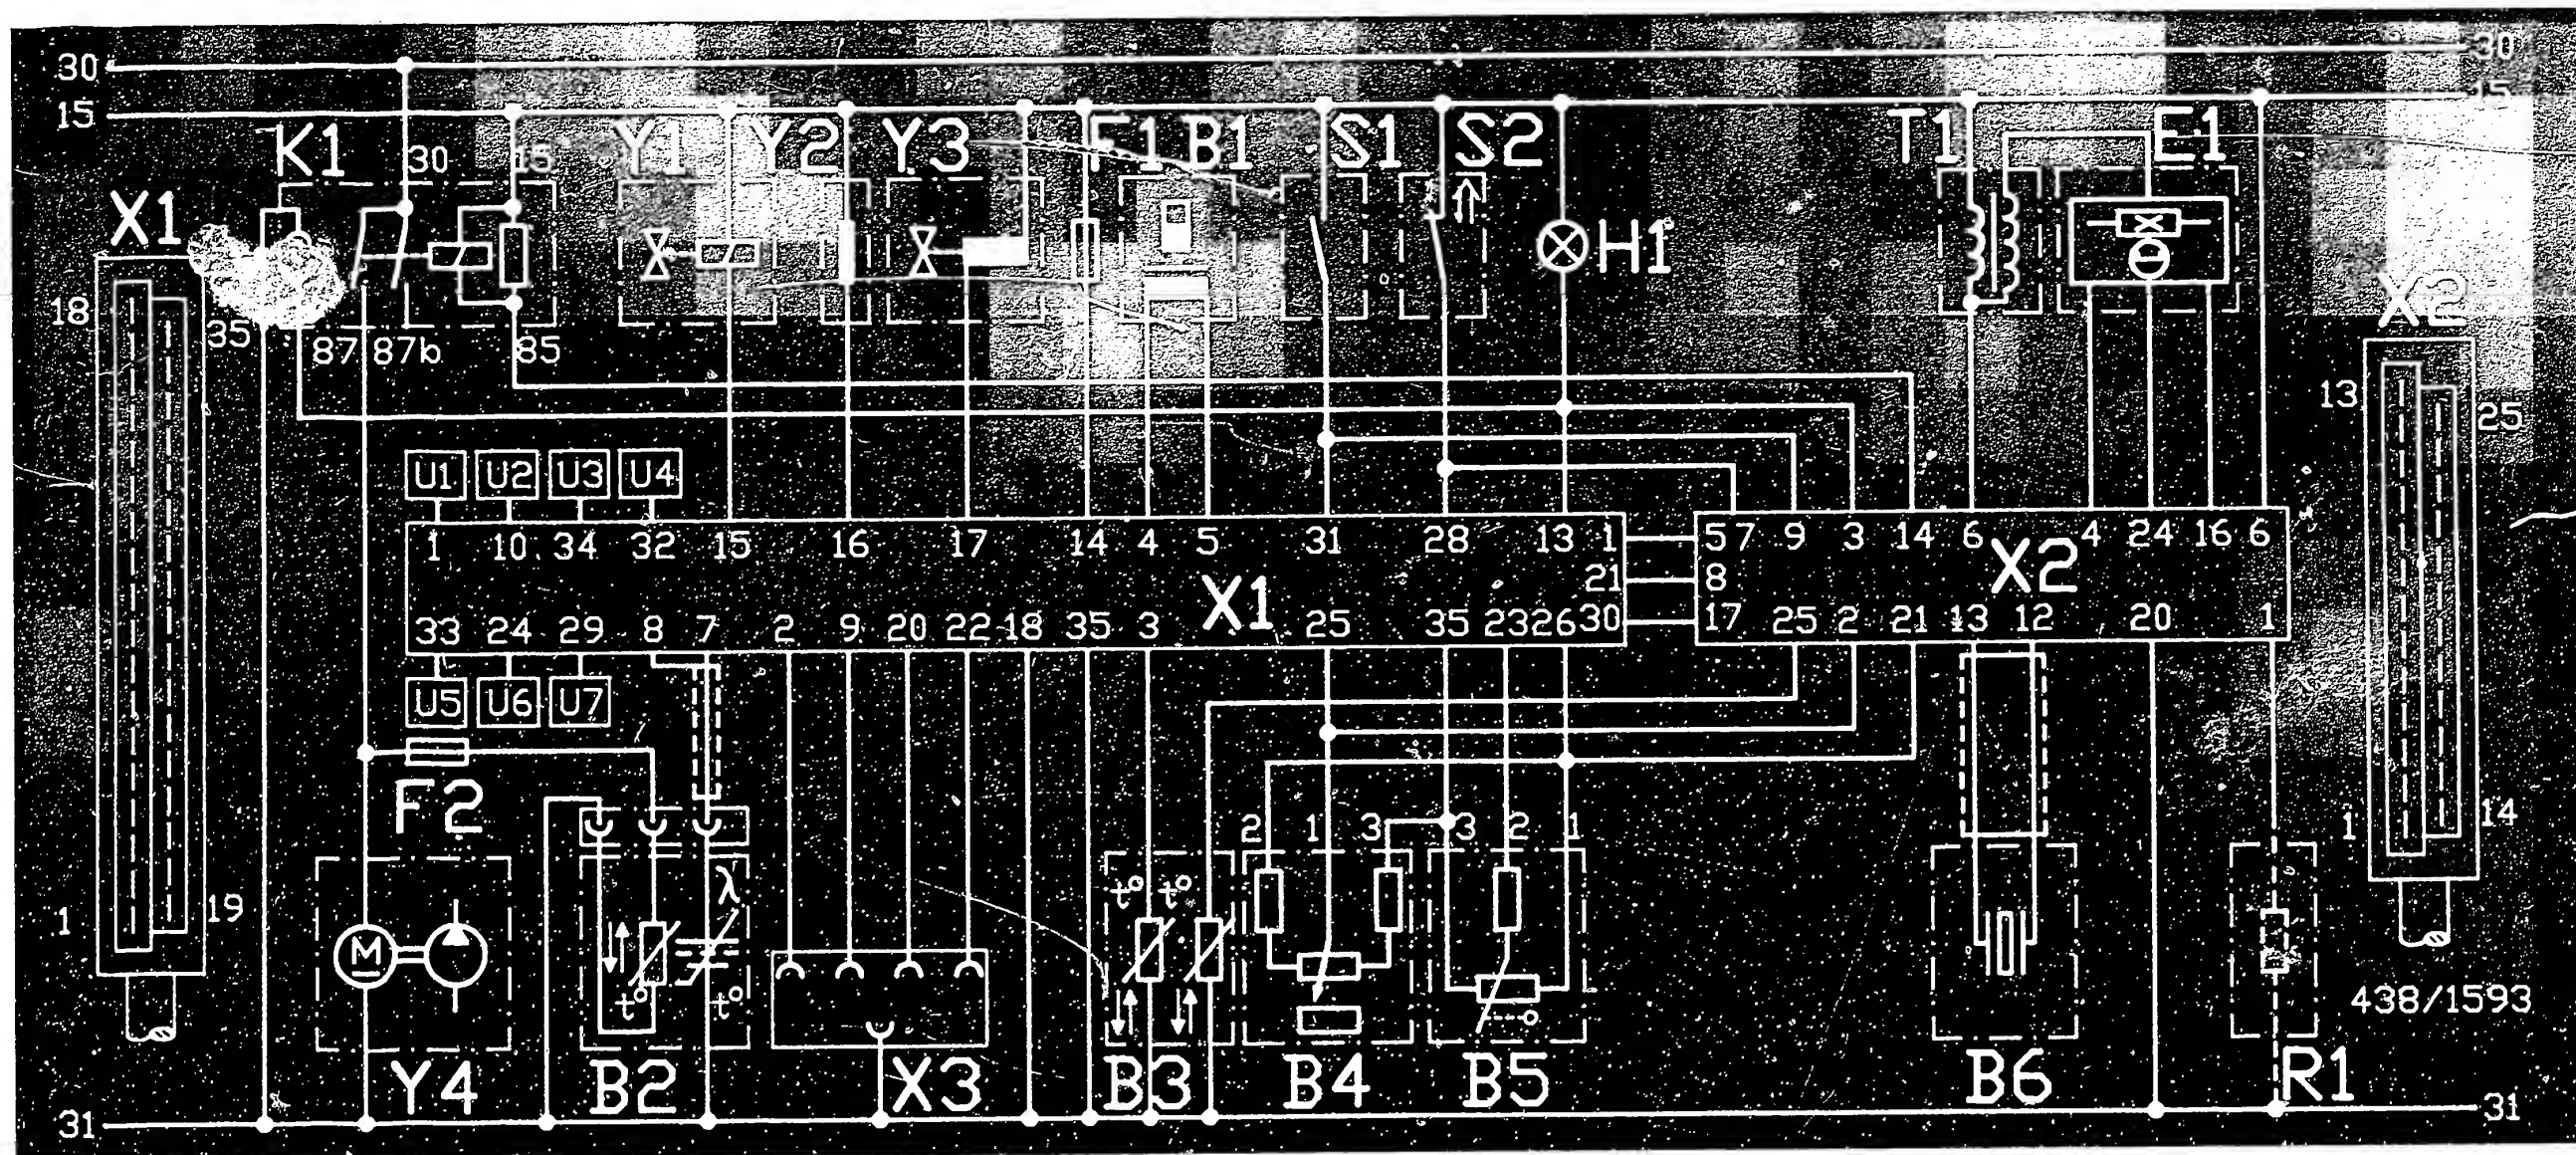 30 30
15 15
K1 30 15 Y1 Y2 Y3 F1 B1 S1 S2 T1 E1
X1
H1
X2
18 35 87 87b 85
13 25
U1 U2 U3 U4
1 10 34 32 15 16 17 14 4 5 31 28 13 1 5 7 9 3 14 6 4 24 16 6
X1 21 8 X2
33 24 29 8 7 2 9 20 22 18 35 3 25 35 23 26 30 17 25 2 21 13 12 20 1
U5 U6 U7
F2
2 1 3 3 2 1
1 14
λ
t° t°
1 19
M
t° t°
438/1593
Y4 B2 X3 B3 B4 B5 B6 R1
31 31